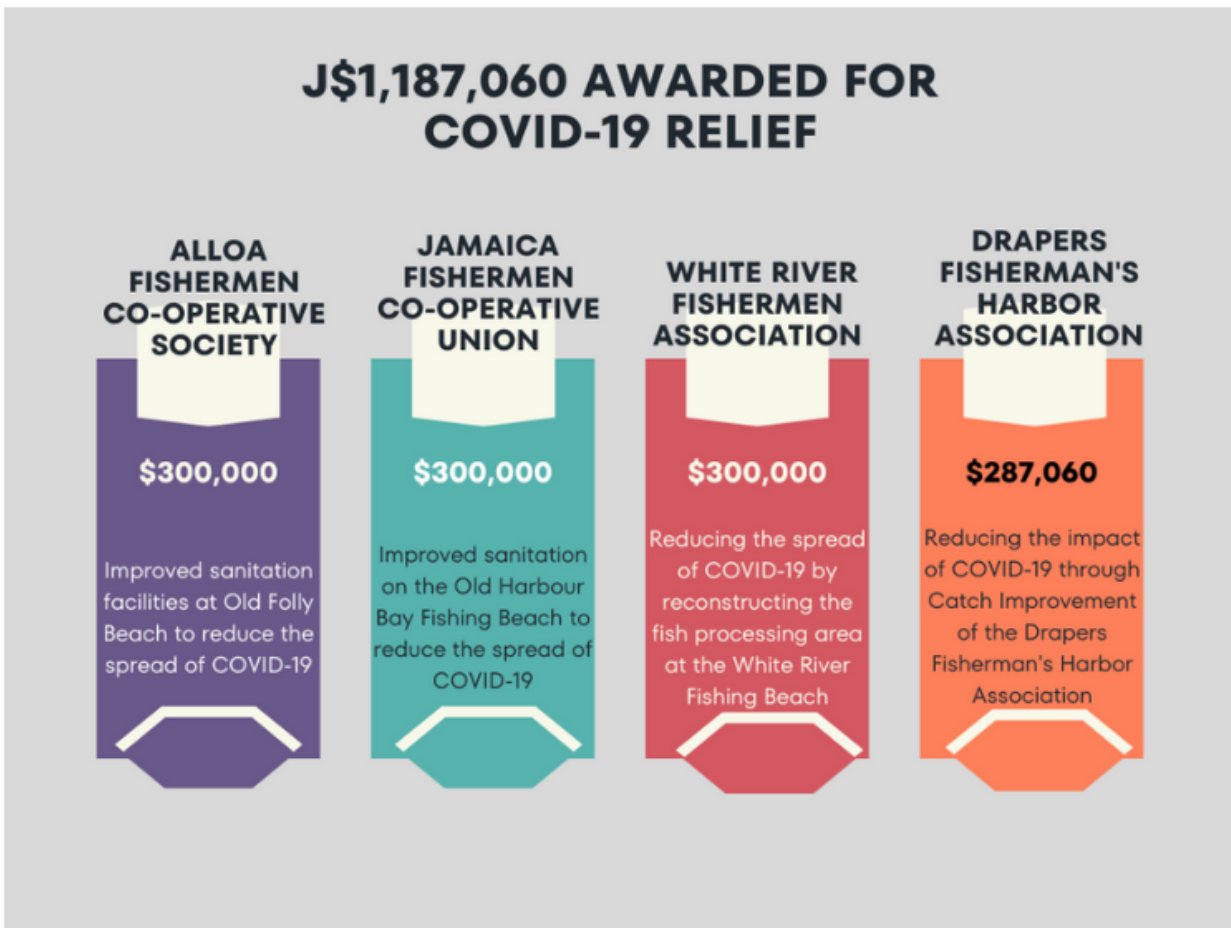 J$1,187,060 AWARDED FOR
COVID-19 RELIEF
ALLOA
FISHERMEN
CO-OPERATIVE
SOCIETY
$300,000
Improved sanitation
facilities at Old Folly
Beach to reduce the
spread of COVID-19
JAMAICA
FISHERMEN
CO-OPERATIVE
UNION
$300,000
Improved sanitation
on the Old Harbour
Bay Fishing Beach to
reduce the spread of
COVID-19
WHITE RIVER
FISHERMEN
ASSOCIATION
$300,000
Reducing the spread
of COVID-19 by
reconstructing the
fish processing area
at the White River
Fishing Beach
DRAPERS
FISHERMAN'S
HARBOR
ASSOCIATION
$287,060
Reducing the impact
of COVID-19 through
Catch Improvement
of the Drapers
Fisherman's Harbor
Association